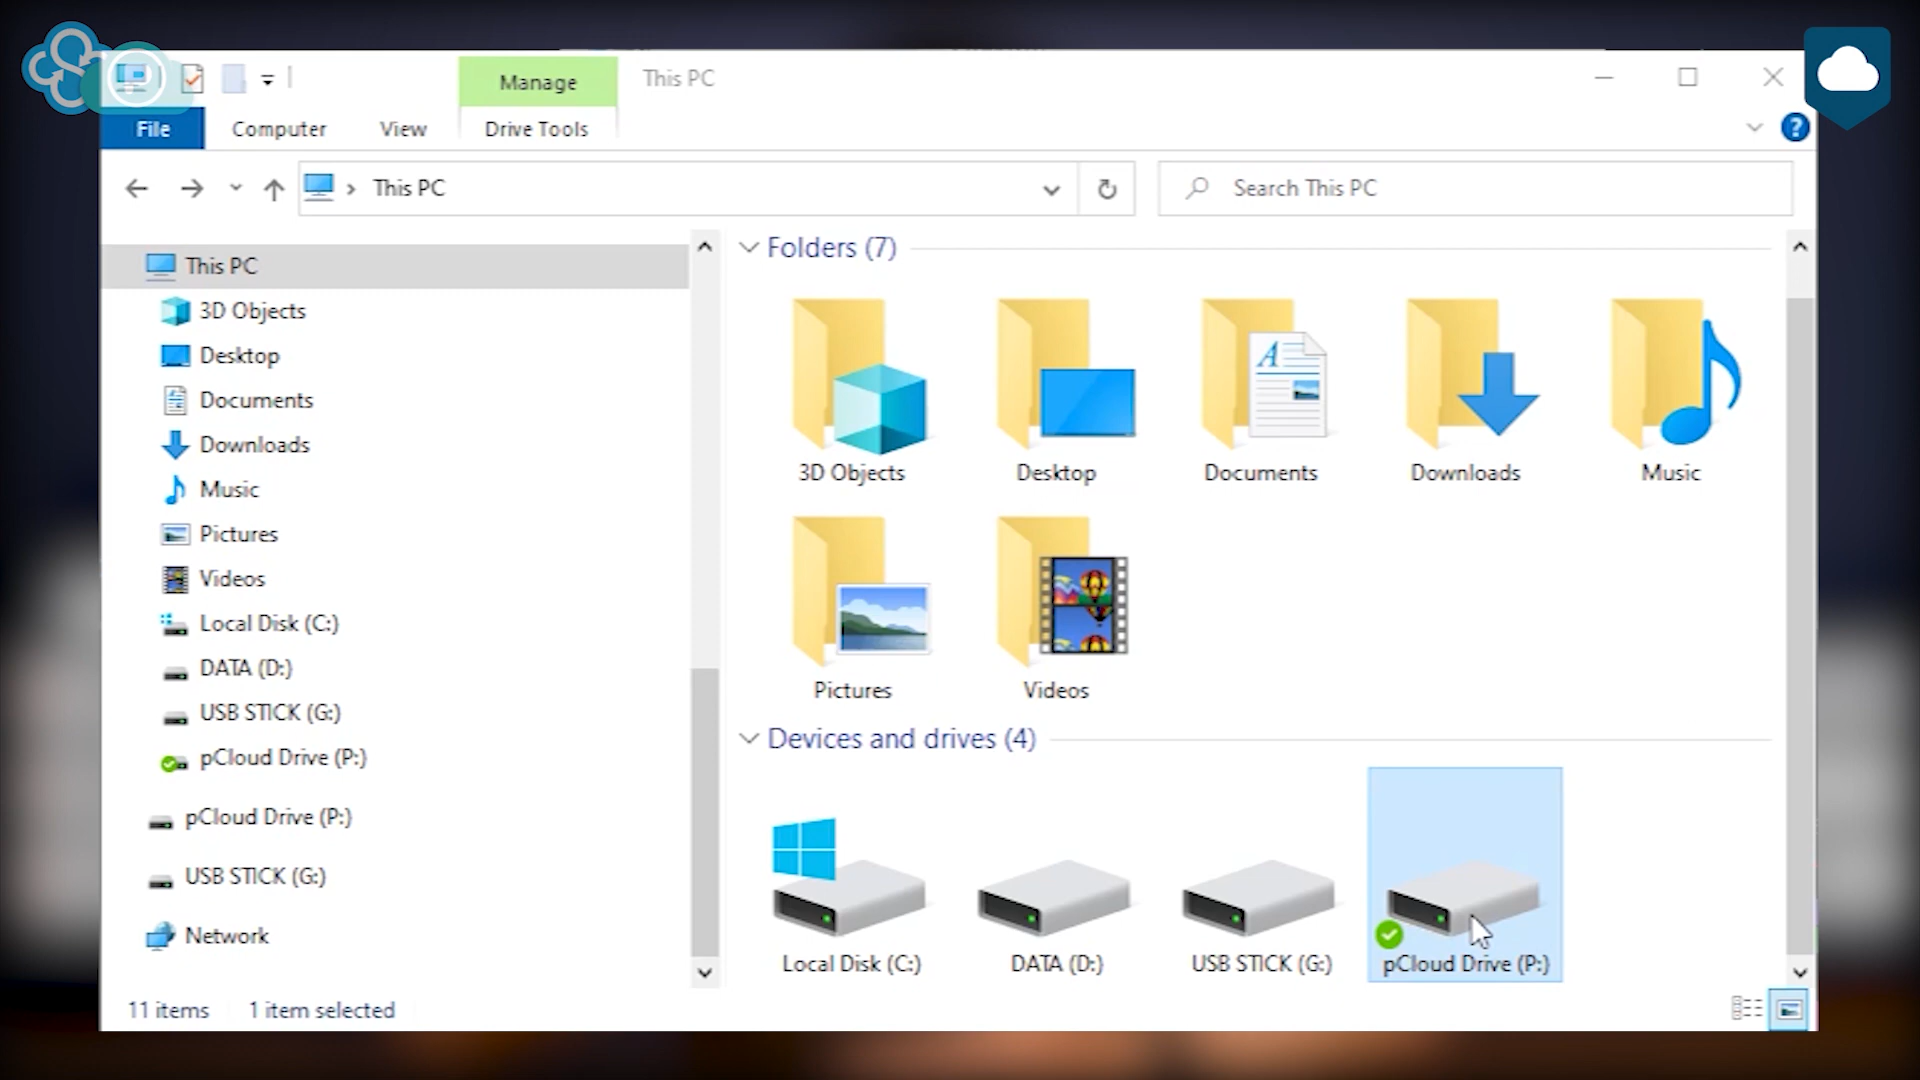 Manage
This PC
File
Computer
View
Drive Tools
?
This PC
Search This PC
This PC
3D Objects
Desktop
Documents
Downloads
Music
Pictures
Videos
Local Disk (C:)
DATA (D:)
USB STICK (G:)
pCloud Drive (P:)
pCloud Drive (P:)
USB STICK (G:)
Network
Folders (7)
3D Objects
Desktop
Documents
Downloads
Music
Pictures
Videos
Devices and drives (4)
Local Disk (C:)
DATA (D:)
USB STICK (G:)
pCloud Drive (P:)
11 items
1 item selected